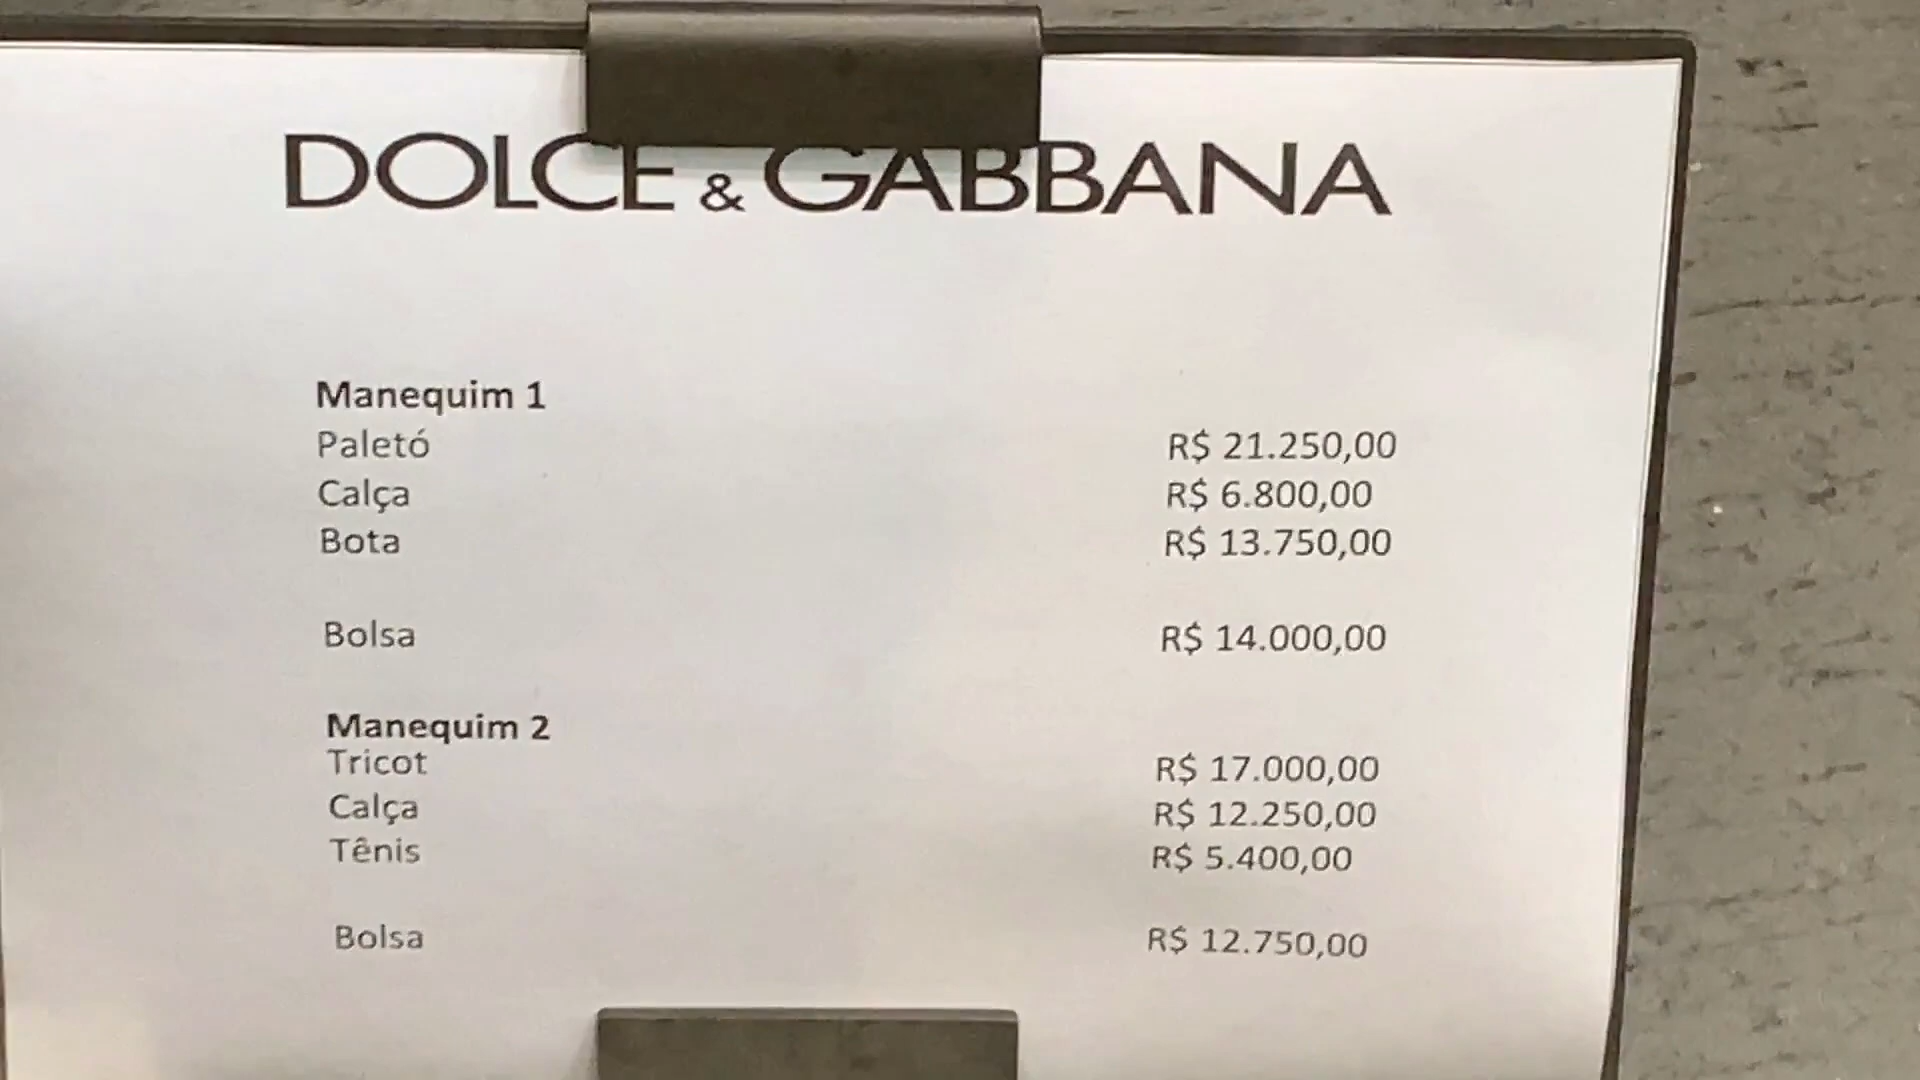 DOLCE & GABBANA
Manequim 1
Paletó R$ 21.250,00
Calça R$ 6.800,00
Bota R$ 13.750,00
Bolsa R$ 14.000,00
Manequim 2
Tricot R$ 17.000,00
Calça R$ 12.250,00
Tênis R$ 5.400,00
Bolsa R$ 12.750,00